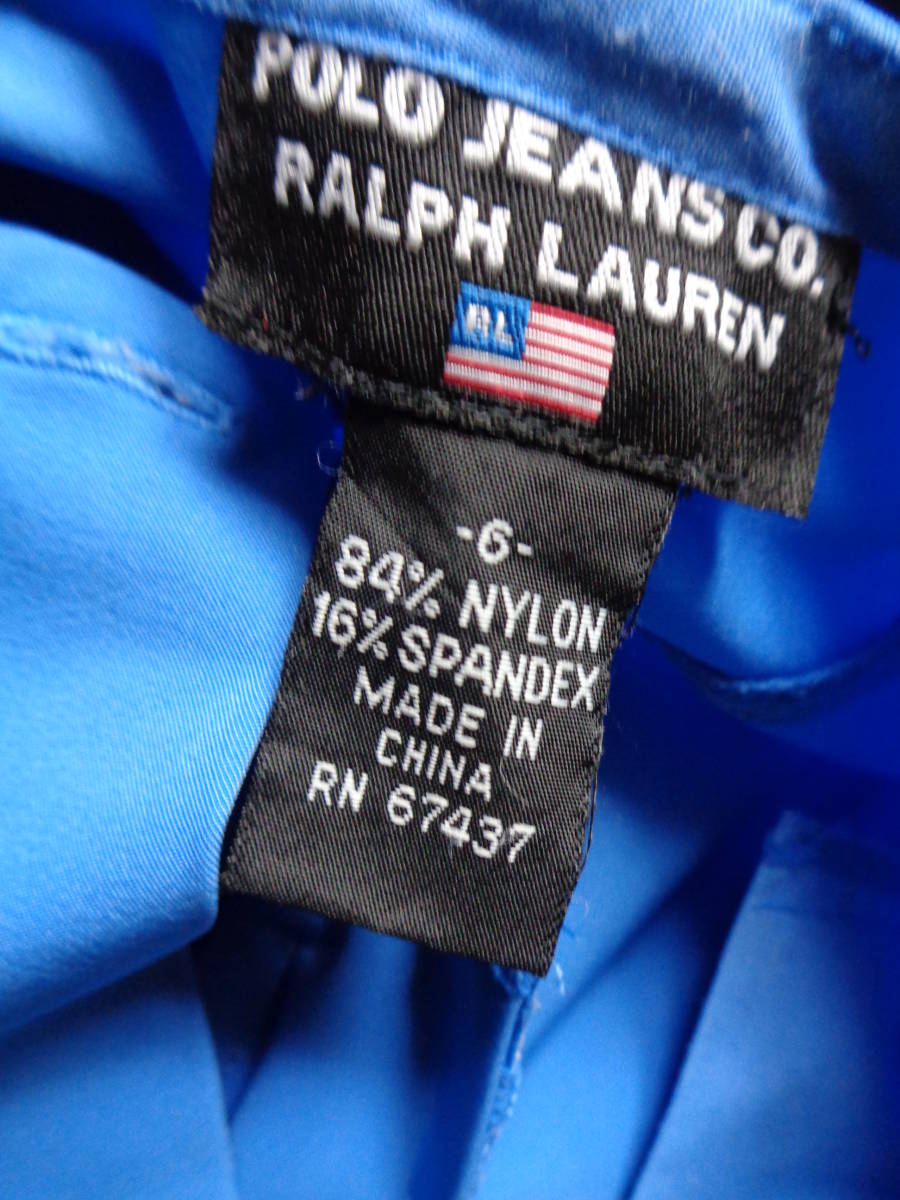 POLO JEANS CO.
RALPH LAUREN
RL
-6-
84% NYLON
16% SPANDEX
MADE IN
CHINA
RN 67437